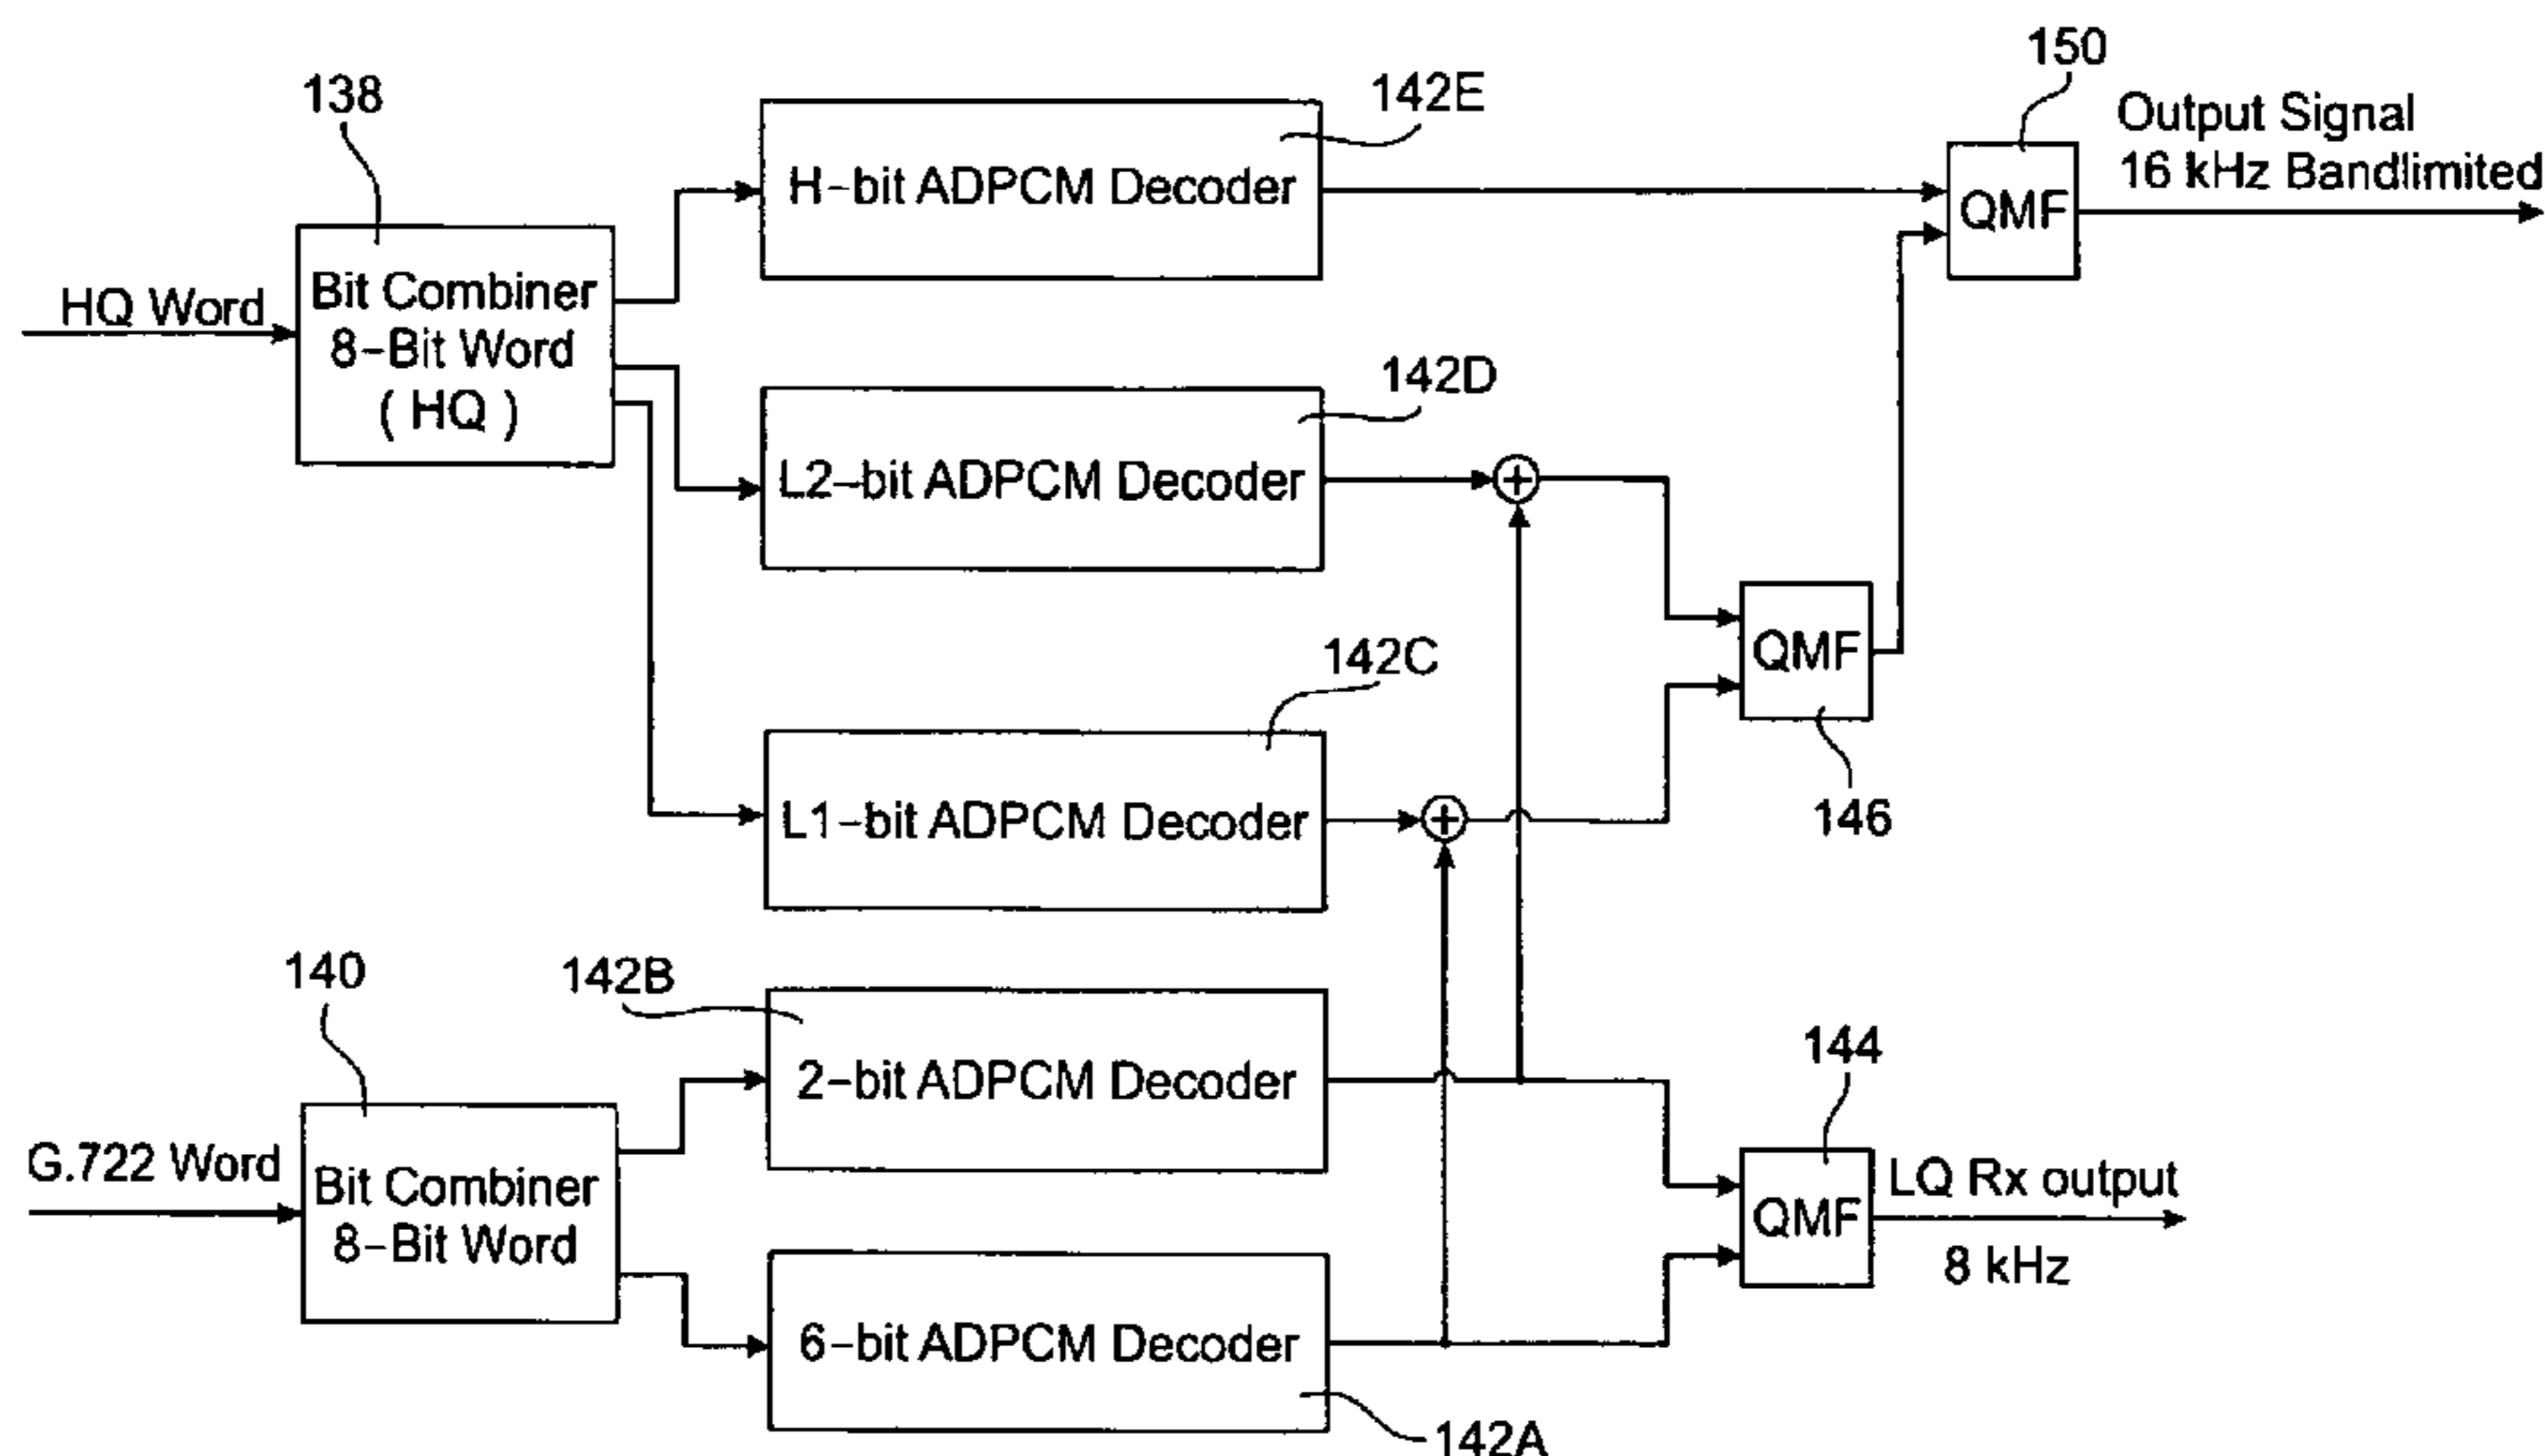 150
138
142E
Output Signal
16 kHz Bandlimited
H-bit ADPCM Decoder
QMF
HQ Word
Bit Combiner
8-Bit Word
( HQ )
142D
L2-bit ADPCM Decoder
+
142C
QMF
146
L1-bit ADPCM Decoder
+
140
142B
144
2-bit ADPCM Decoder
G.722 Word
Bit Combiner
8-Bit Word
QMF
LQ Rx output
8 kHz
6-bit ADPCM Decoder
142A